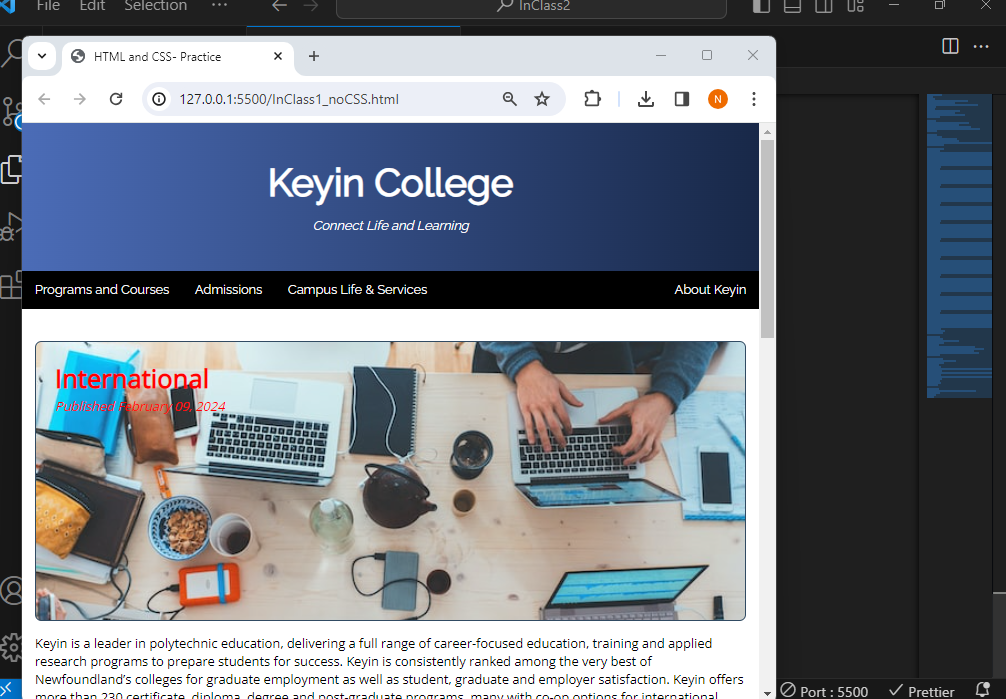 File Edit Selection ··· InClass2
HTML and CSS- Practice
127.0.0.1:5500/InClass1_noCSS.html
N
Keyin College
Connect Life and Learning
Programs and Courses Admissions Campus Life & Services About Keyin
International
Published February 09, 2024
Keyin is a leader in polytechnic education, delivering a full range of career-focused education, training and applied
research programs to prepare students for success. Keyin is consistently ranked among the very best of
Newfoundland's colleges for graduate employment as well as student, graduate and employer satisfaction. Keyin offers
more than 230 certificate, diploma, degree and post-graduate programs, many with co-op options for international
Port : 5500 Prettier